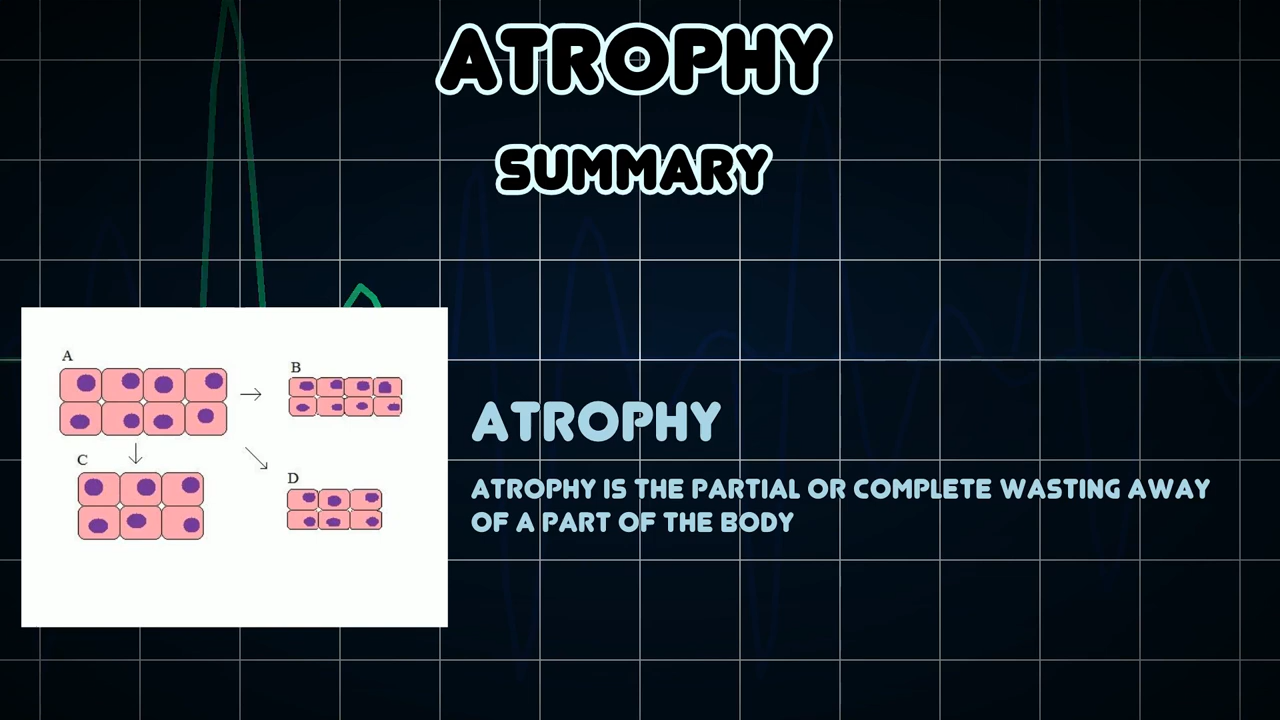 ATROPHY
SUMMARY
A
B
C
D
ATROPHY
ATROPHY IS THE PARTIAL OR COMPLETE WASTING AWAY
OF A PART OF THE BODY